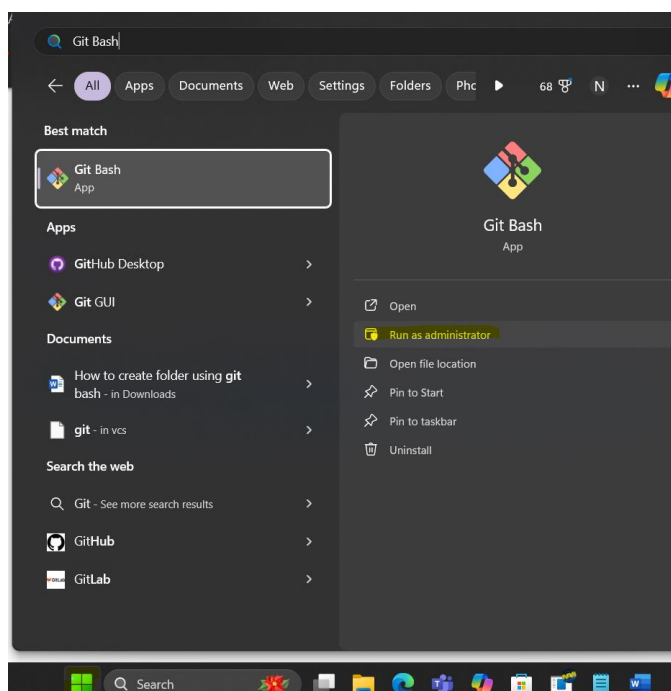 Git Bash
All Apps Documents Web Settings Folders Pho 68 N ...
Best match
Git Bash
App
Apps
GitHub Desktop
Git GUI
Documents
How to create folder using git
bash - in Downloads
git - in vcs
Search the web
Git - See more search results
GitHub
GitLab
Git Bash
App
Open
Run as administrator
Open file location
Pin to Start
Pin to taskbar
Uninstall
Search